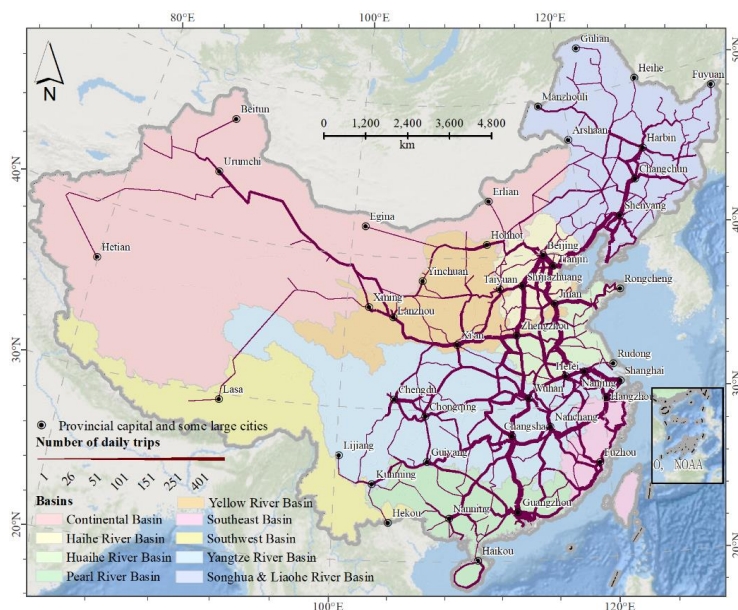 80°E
100°E
120°E
50°N
Gulian
Heihe
Fuyuan
N
Beitun
Manzhouli
0 1,200 2,400 3,600 4,800
km
Arshaan
Harbin
40°N
Urumchi
Changchun
Erlian
Egina
Shenyang
40°N
Hohhot
Hetian
Beijing
Tianjin
Yinchuan
Taiyuan
Shijiazhuang
Rongcheng
Xining
Jinan
Lanzhou
Zhengzhou
Xi'an
30°N
Rudong
Hefei
Shanghai
Nanjing
Lasa
Chengdu
Wuhan
Hangzhou
Provincial capital and some large cities
Chongqing
Nanchang
Number of daily trips
Changsha
Lijiang
Guiyang
Fuzhou
O, NOAA
1 26 51 101 151 251 401
Kunming
Basins
Yellow River Basin
Guangzhou
Continental Basin
Southeast Basin
Nanning
20°N
Haihe River Basin
Southwest Basin
Hekou
Huaihe River Basin
Yangtze River Basin
Haikou
20°N
Pearl River Basin
Songhua & Liaohe River Basin
100°E
120°E